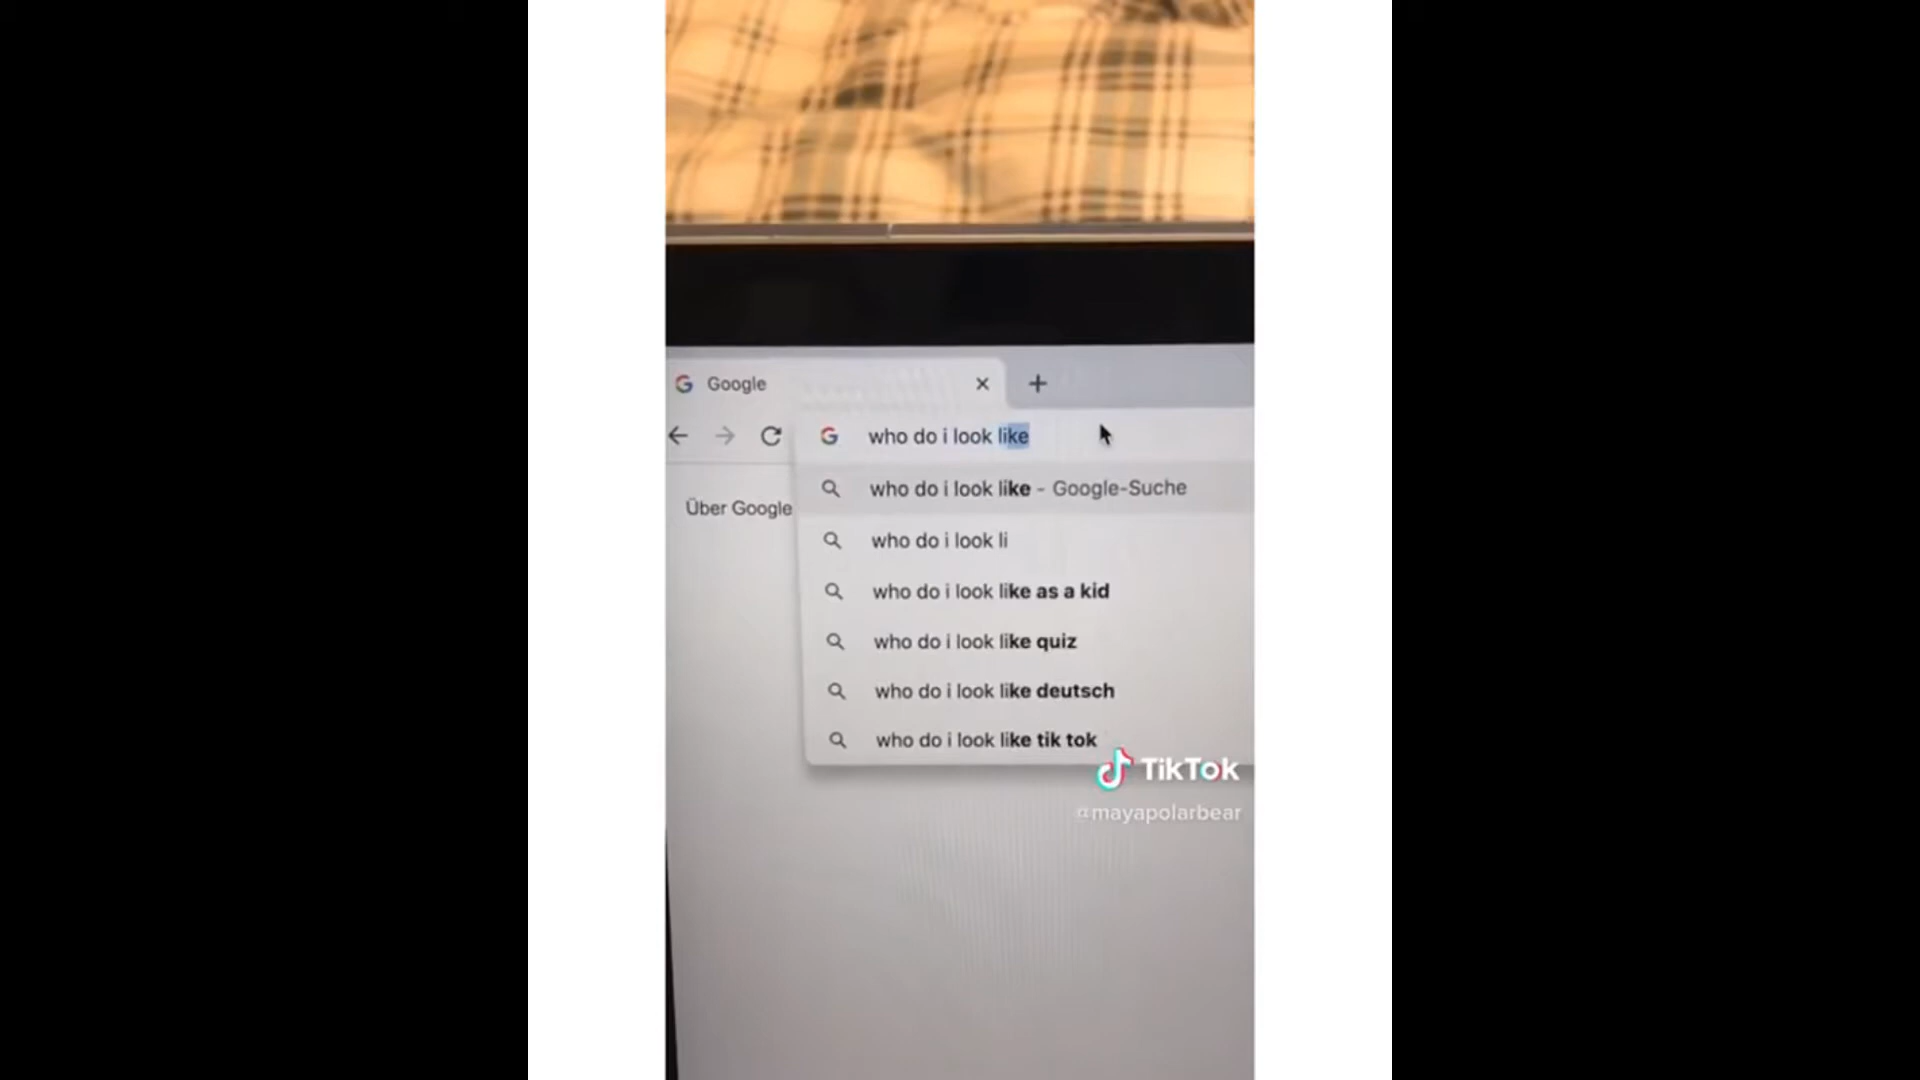 Google
who do i look like
who do i look like - Google-Suche
Über Google
who do i look li
who do i look like as a kid
who do i look like quiz
who do i look like deutsch
who do i look like tik tok
TikTok
@mayapolarbear